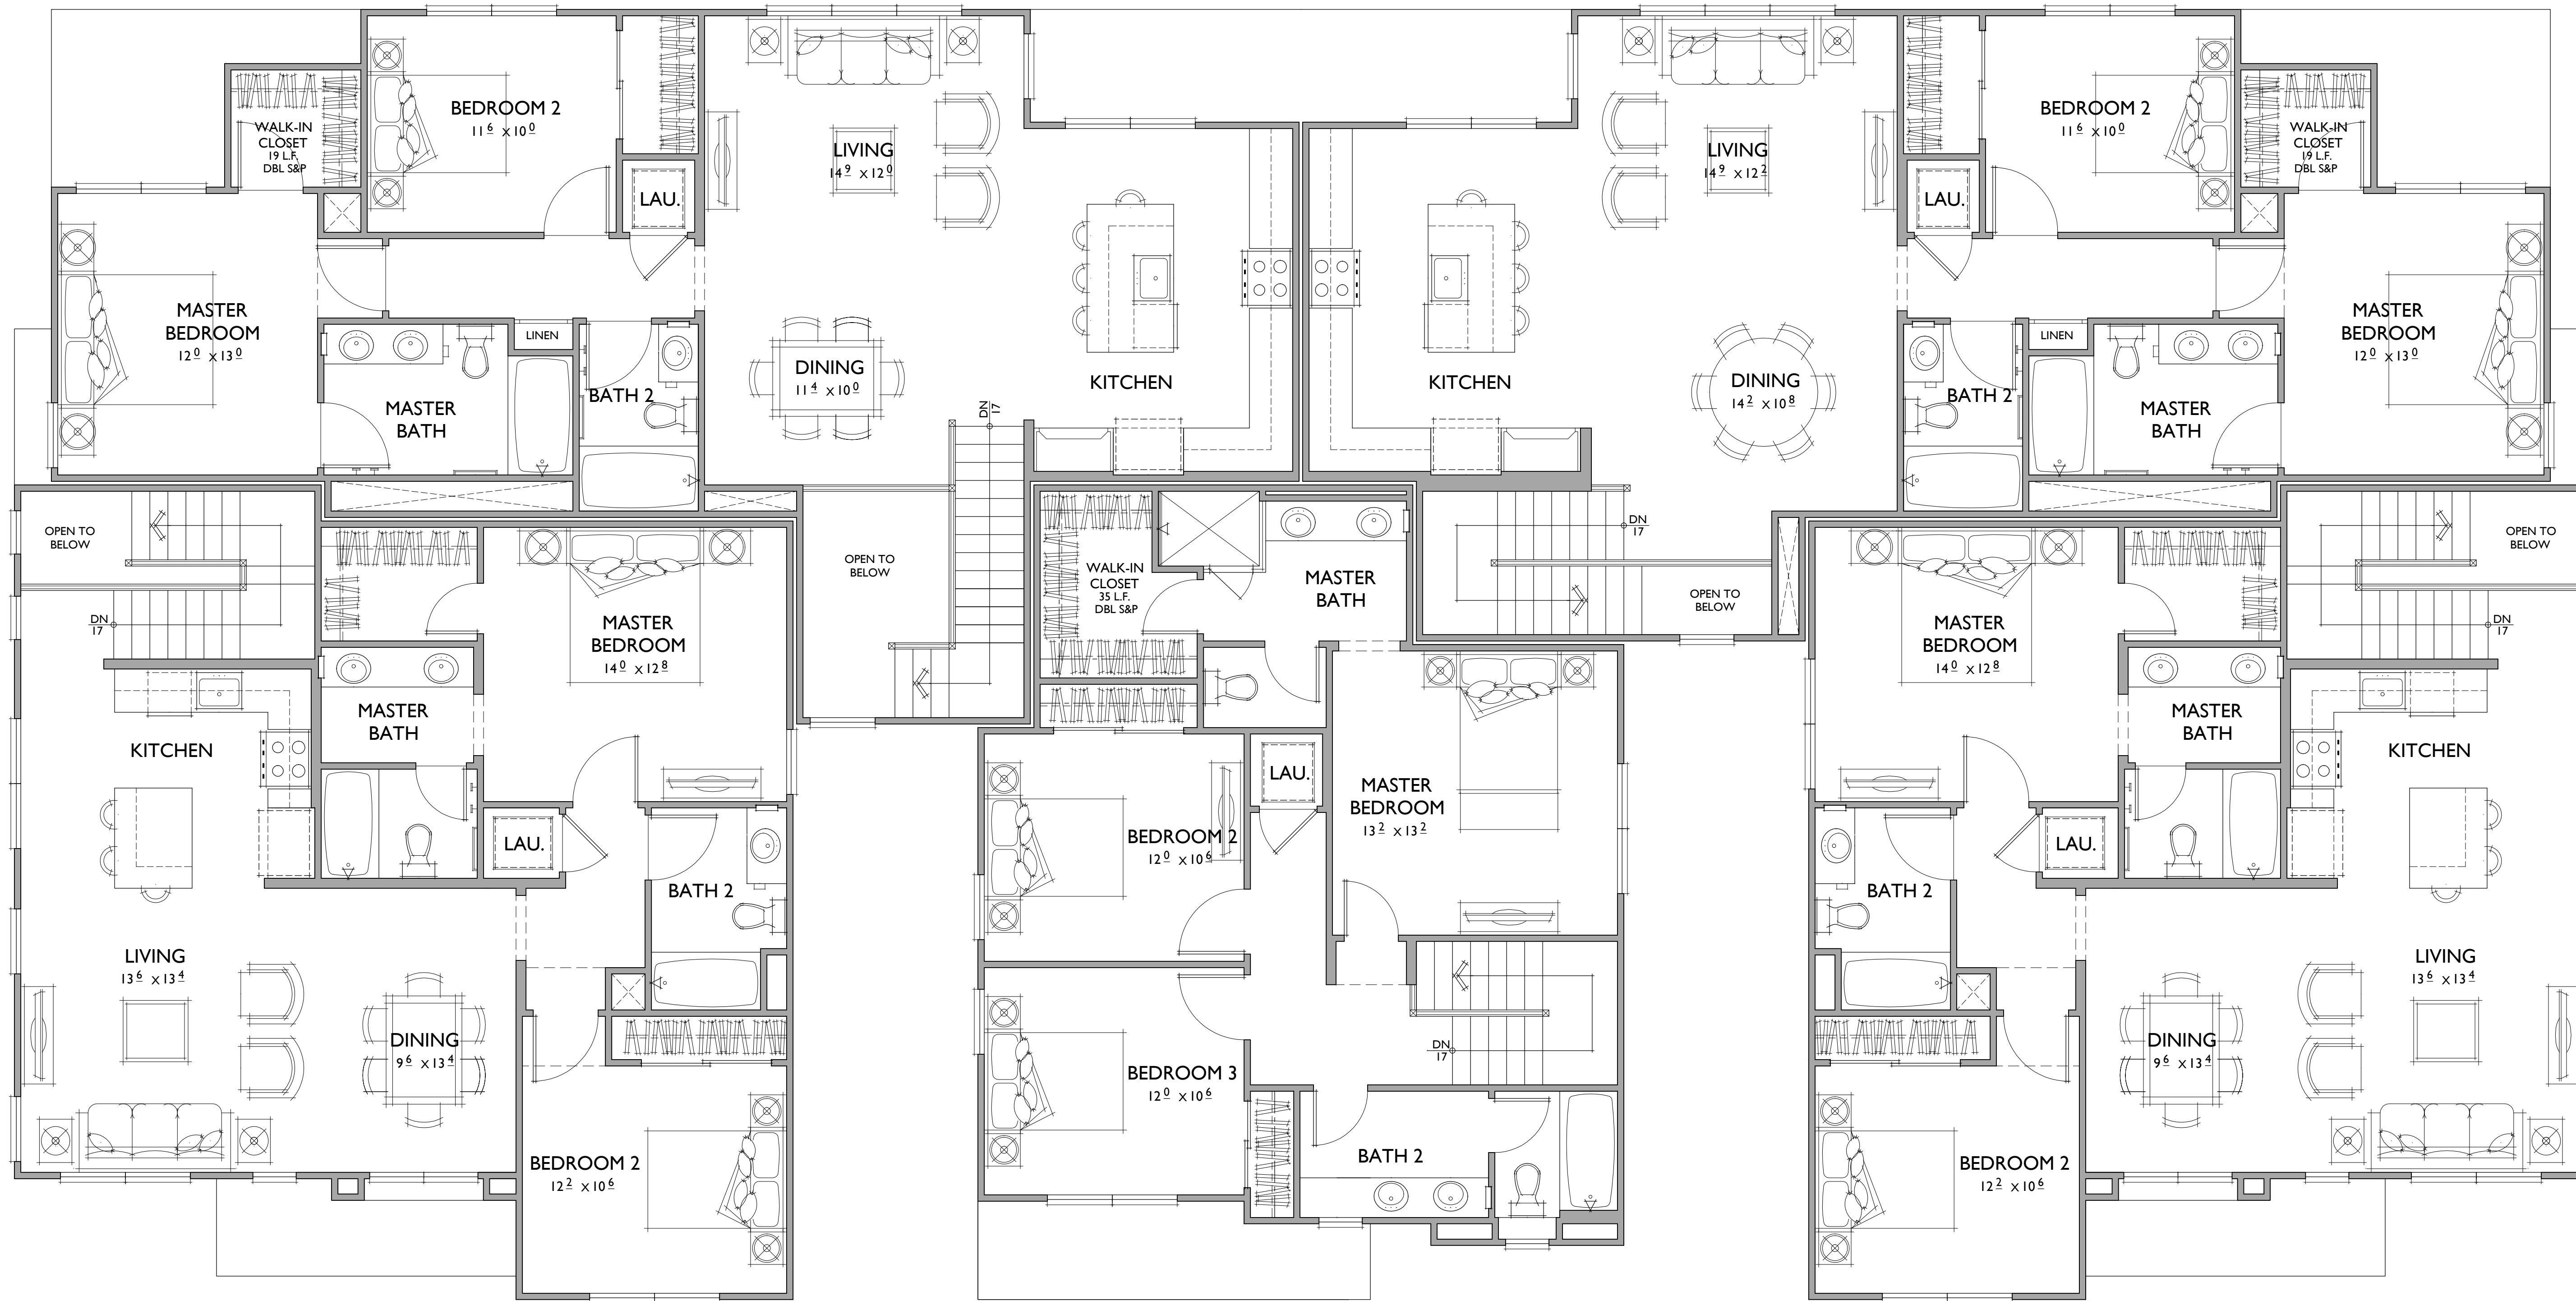 BEDROOM 2
11 6 x 10 0
WALK-IN
CLOSET
19 L.F.
DBL S&P
LAU.
LIVING
14 9 x 12 0
MASTER
BEDROOM
12 0 x 13 0
LINEN
MASTER
BATH
BATH 2
DINING
11 4 x 10 0
KITCHEN
DN
17
OPEN TO
BELOW
LIVING
14 9 x 12 2
BEDROOM 2
11 6 x 10 0
WALK-IN
CLOSET
19 L.F.
DBL S&P
LAU.
KITCHEN
DINING
14 2 x 10 8
LINEN
BATH 2
MASTER
BATH
MASTER
BEDROOM
12 0 x 13 0
DN
17
OPEN TO
BELOW
OPEN TO
BELOW
DN
17
MASTER
BEDROOM
14 0 x 12 8
MASTER
BATH
KITCHEN
LAU.
BATH 2
LIVING
13 6 x 13 4
DINING
9 6 x 13 4
BEDROOM 2
12 2 x 10 6
WALK-IN
CLOSET
35 L.F.
DBL S&P
MASTER
BATH
LAU.
BEDROOM 2
12 0 x 10 6
MASTER
BEDROOM
13 2 x 13 2
DN
17
BEDROOM 3
12 0 x 10 6
BATH 2
OPEN TO
BELOW
DN
17
MASTER
BEDROOM
14 0 x 12 8
MASTER
BATH
KITCHEN
LAU.
BATH 2
LIVING
13 6 x 13 4
DINING
9 6 x 13 4
BEDROOM 2
12 2 x 10 6